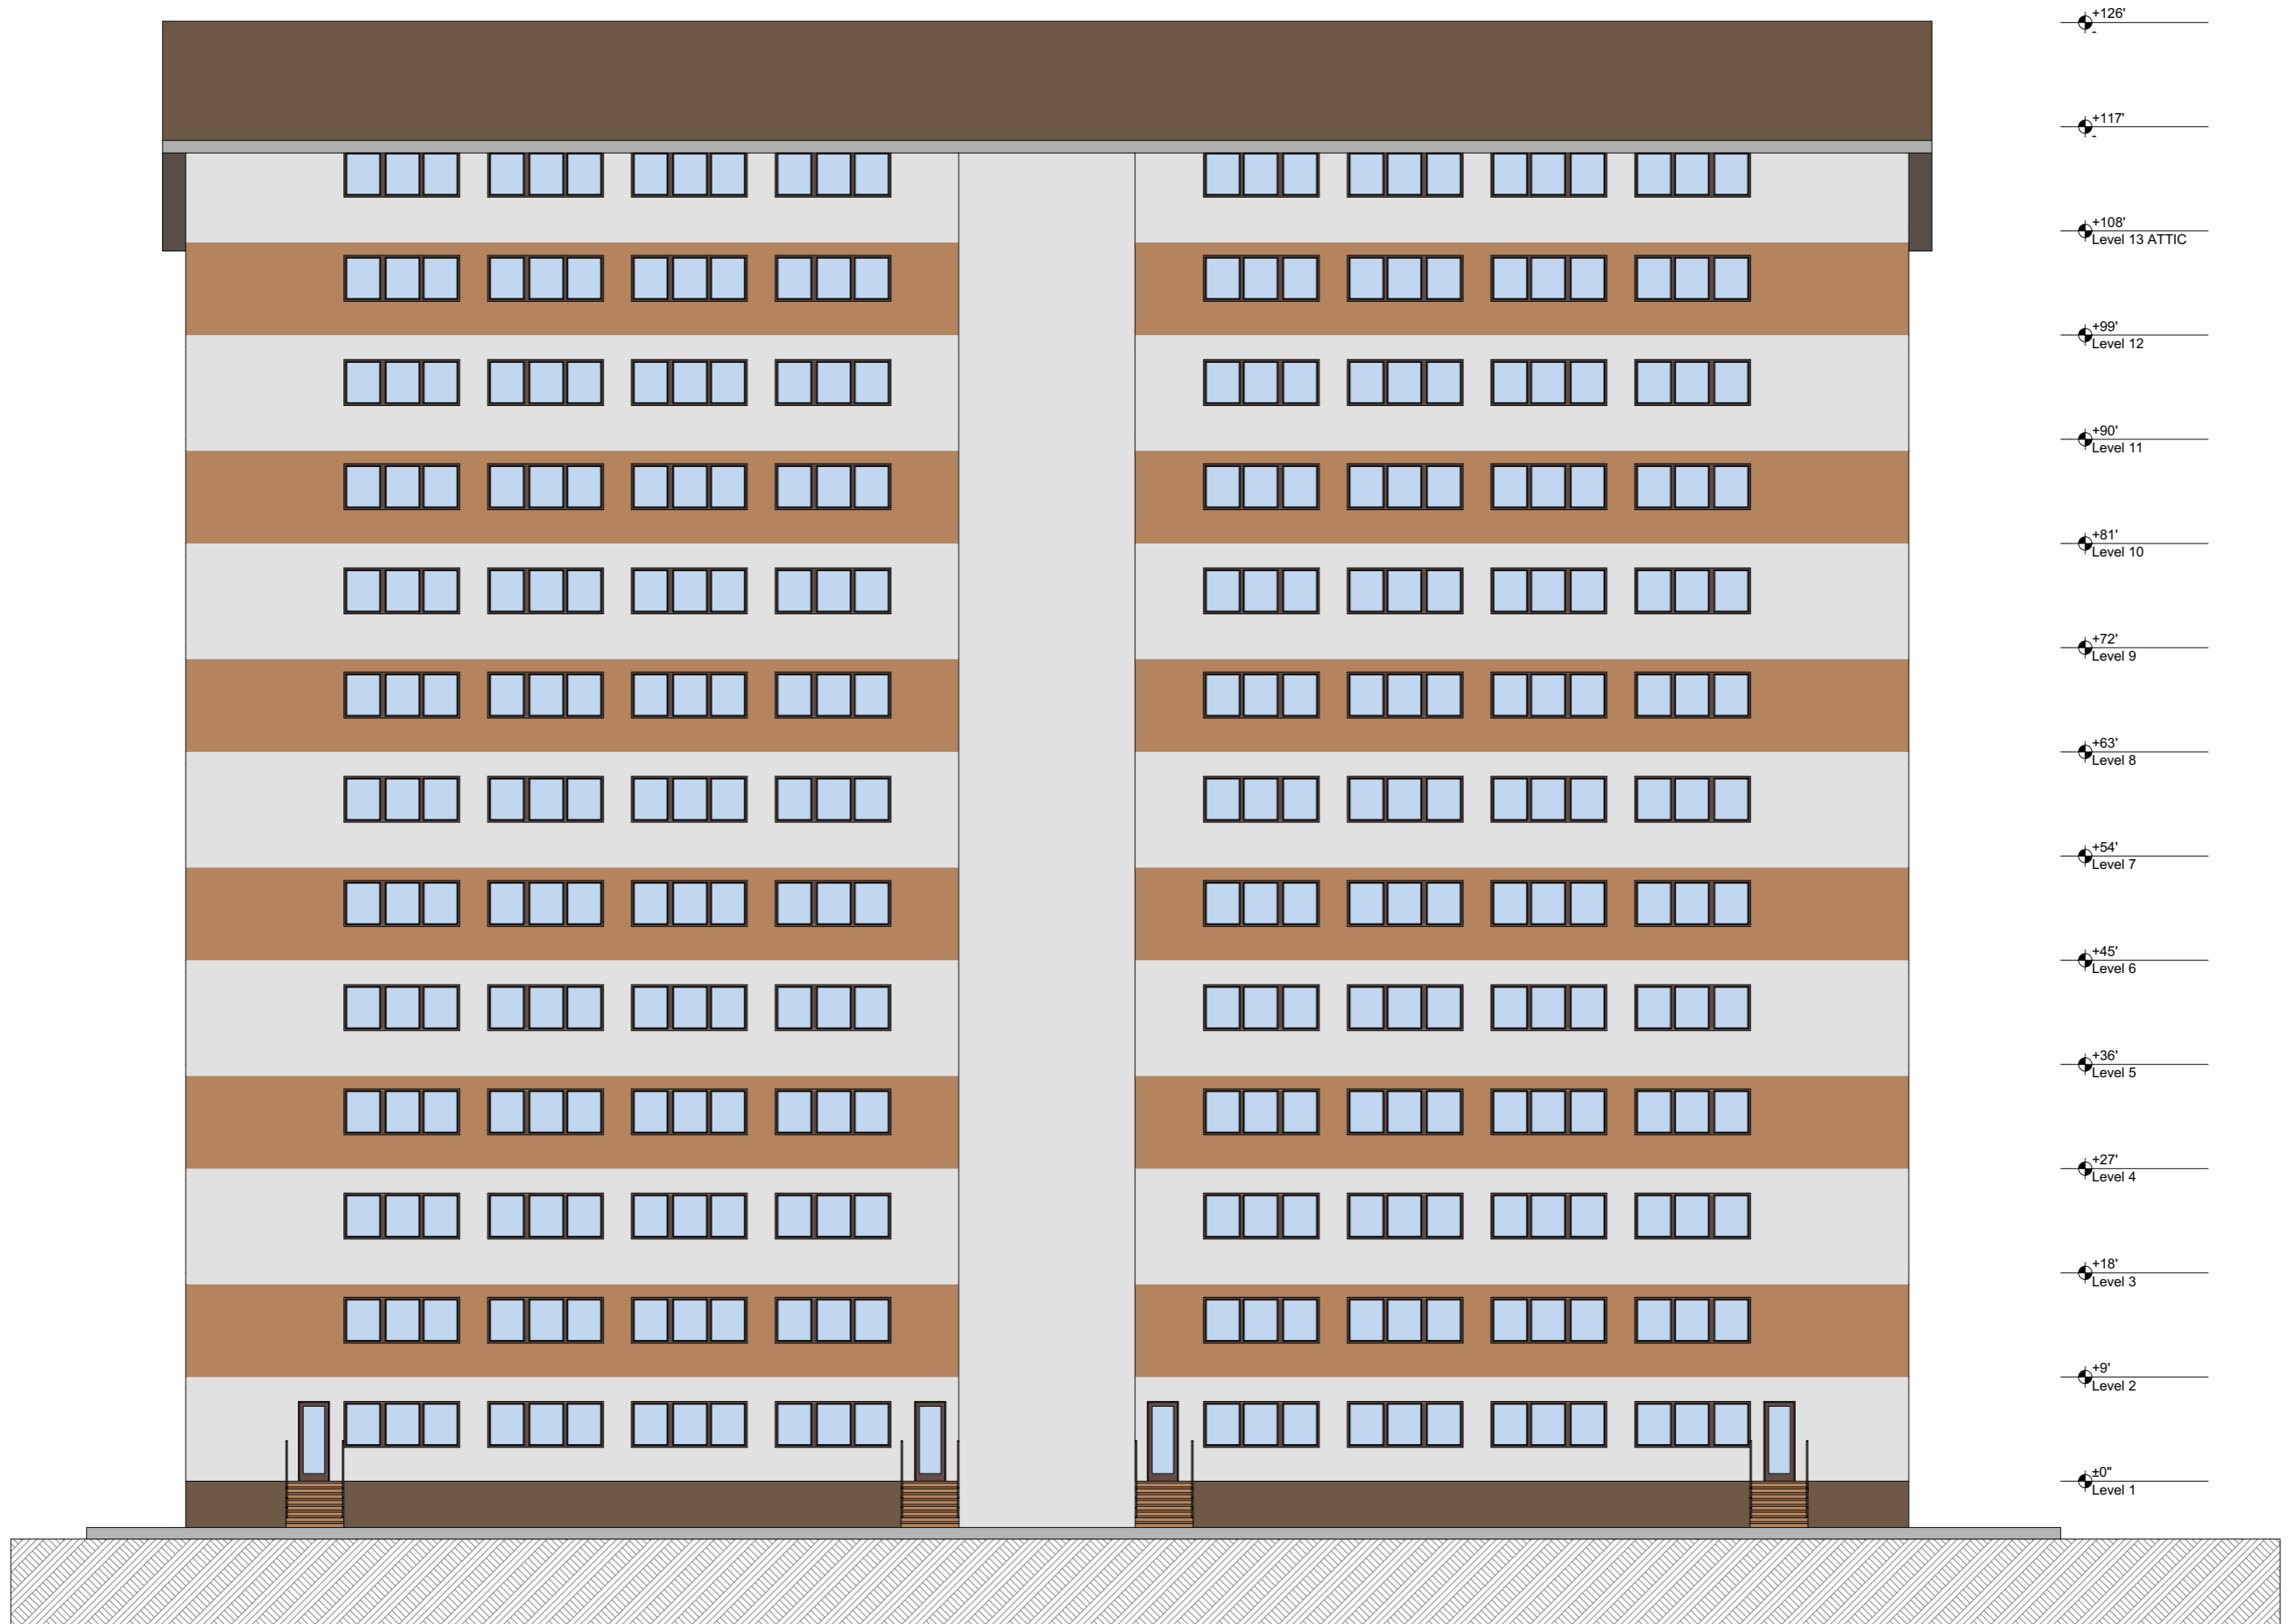 +126'
-
+117'
-
+108'
Level 13 ATTIC
+99'
Level 12
+90'
Level 11
+81'
Level 10
+72'
Level 9
+63'
Level 8
+54'
Level 7
+45'
Level 6
+36'
Level 5
+27'
Level 4
+18'
Level 3
+9'
Level 2
±0"
Level 1